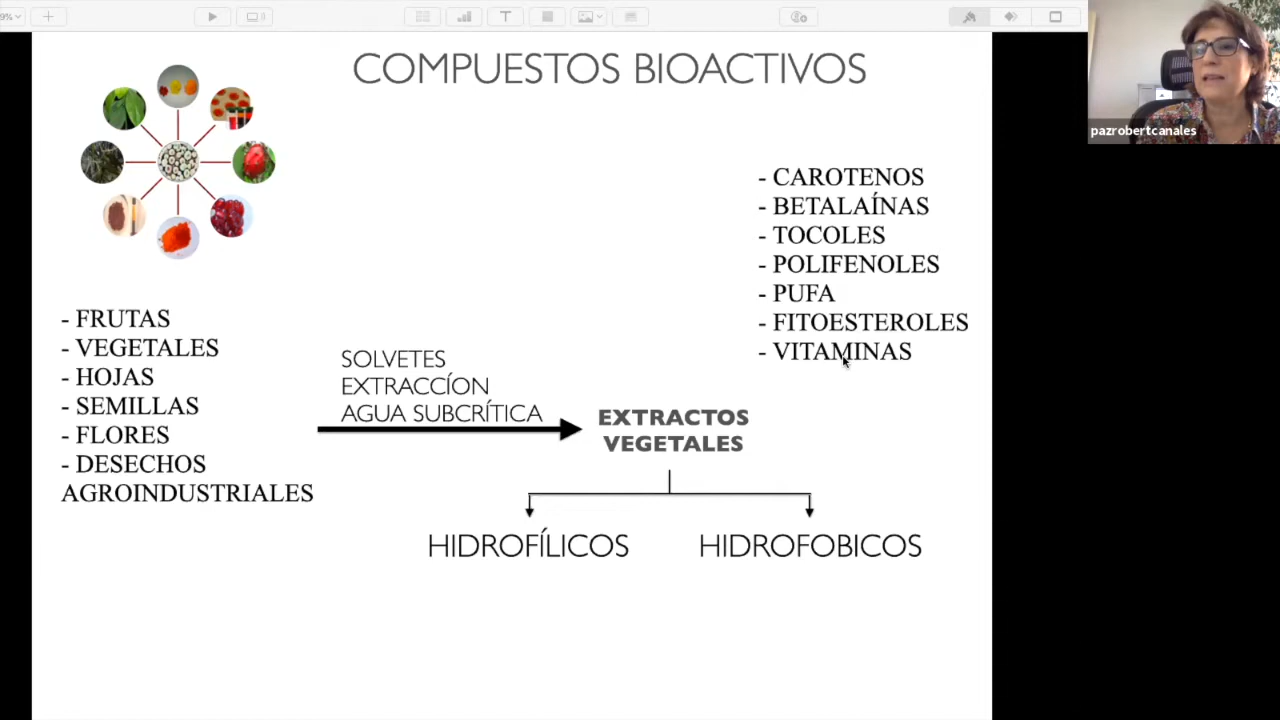 9%
COMPUESTOS BIOACTIVOS
pazrobertcanales
- CAROTENOS
- BETALAÍNAS
- TOCOLES
- POLIFENOLES
- PUFA
- FITOESTEROLES
- VITAMINAS
- FRUTAS
- VEGETALES
- HOJAS
- SEMILLAS
- FLORES
- DESECHOS
AGROINDUSTRIALES
SOLVETES
EXTRACCÍON
AGUA SUBCRÍTICA
EXTRACTOS
VEGETALES
HIDROFÍLICOS
HIDROFOBICOS